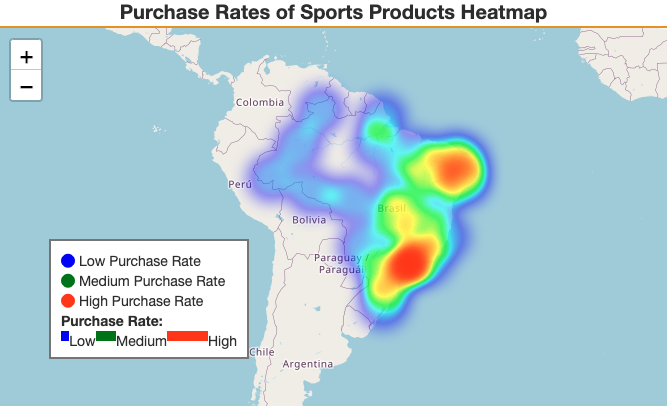 Purchase Rates of Sports Products Heatmap
+
−
Colombia
Perú
Brasil
Bolivia
Paraguay /
Paraguái
Chile
Argentina
Low Purchase Rate
Medium Purchase Rate
High Purchase Rate
Purchase Rate:
Low Medium High